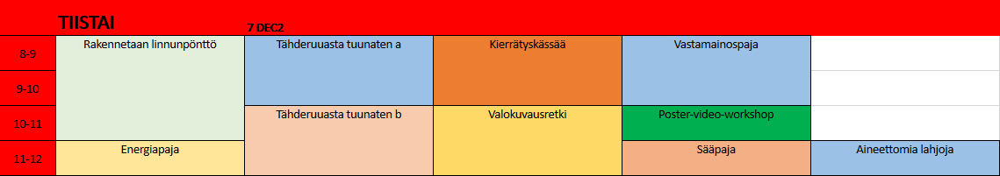 TIISTAI
7 DEC2
8-9
Rakennetaan linnunpönttö
Tähderuuasta tuunaten a
Kierrätyskässää
Vastamainospaja
9-10
10-11
Tähderuuasta tuunaten b
Valokuvausretki
Poster-video-workshop
11-12
Energiapaja
Sääpaja
Aineettomia lahjoja